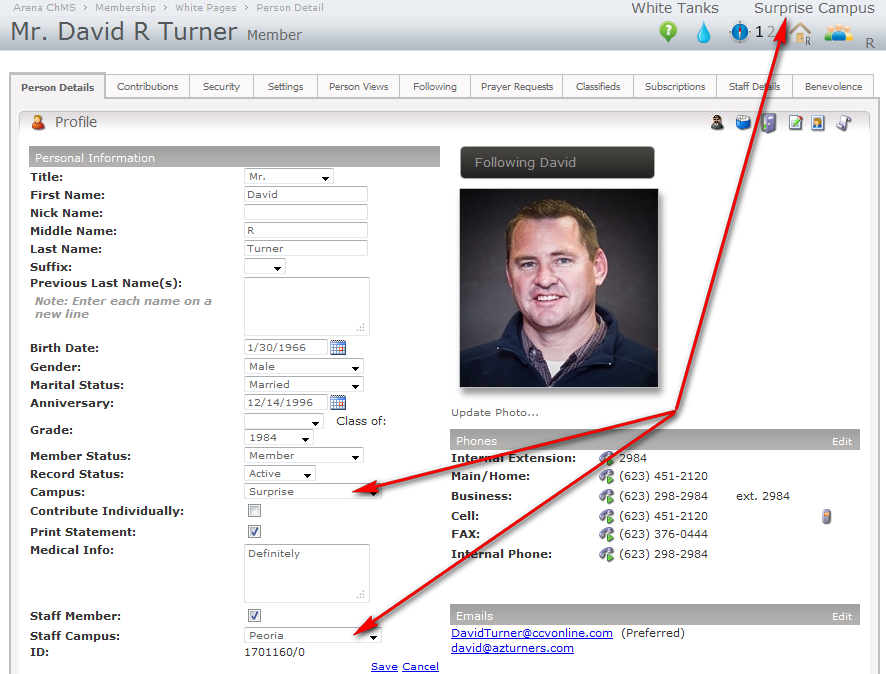 Arena ChMS > Membership > White Pages > Person Detail
White Tanks Surprise Campus
Mr. David R Turner Member
? 1 2 R
R
Person Details Contributions Security Settings Person Views Following Prayer Requests Classifieds Subscriptions Staff Details Benevolence
Profile
Personal Information
Following David
Title: Mr.
First Name: David
Nick Name:
Middle Name: R
Last Name: Turner
Suffix:
Previous Last Name(s):
Note: Enter each name on a
new line
Birth Date: 1/30/1966
Gender: Male
Marital Status: Married
Anniversary: 12/14/1996
Grade: Class of:
1984
Member Status: Member
Record Status: Active
Campus: Surprise
Contribute Individually:
Print Statement:
Medical Info: Definitely
Staff Member:
Staff Campus: Peoria
ID: 1701160/0
Save Cancel
Update Photo...
Phones Edit
Internal Extension: 2984
Main/Home: (623) 451-2120
Business: (623) 298-2984 ext. 2984
Cell: (623) 451-2120
FAX: (623) 376-0444
Internal Phone: (623) 298-2984
Emails Edit
DavidTurner@ccvonline.com (Preferred)
david@azturners.com